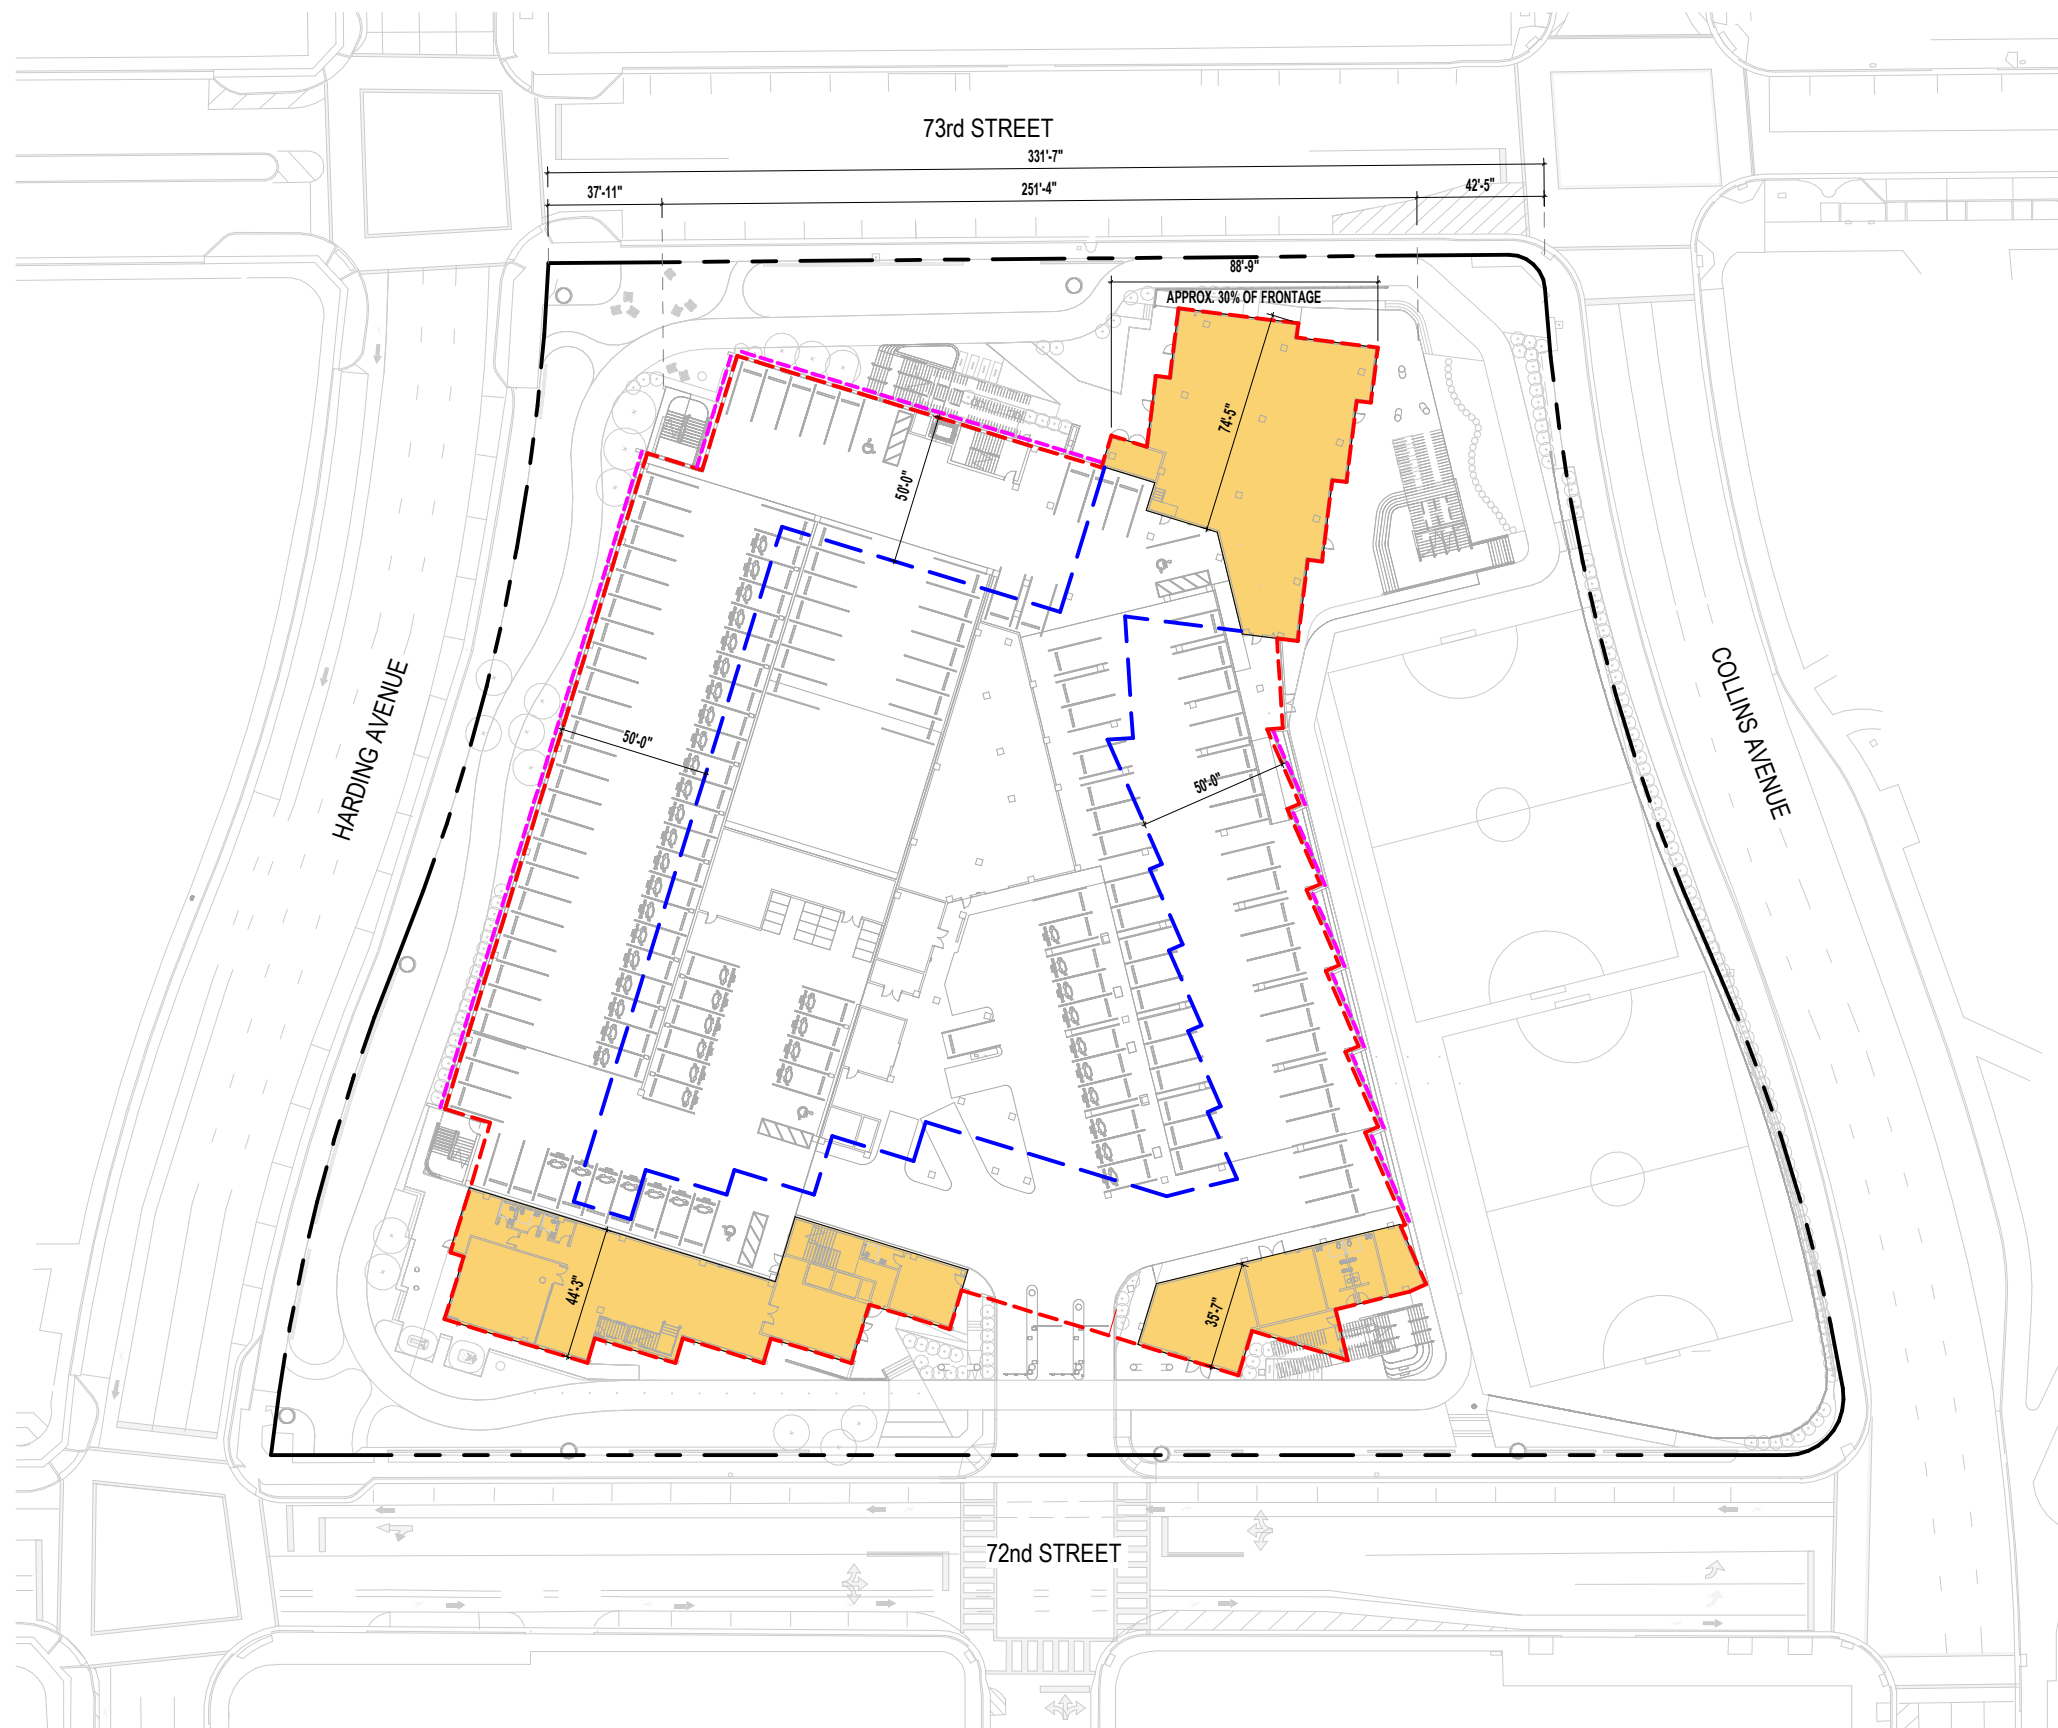 73rd STREET
331'-7"
37'-11"
251'-4"
42'-5"
88'-9"
APPROX. 30% OF FRONTAGE
74'-5"
50'-0"
HARDING AVENUE
50'-0"
50'-0"
COLLINS AVENUE
44'-3"
35'-7"
72nd STREET